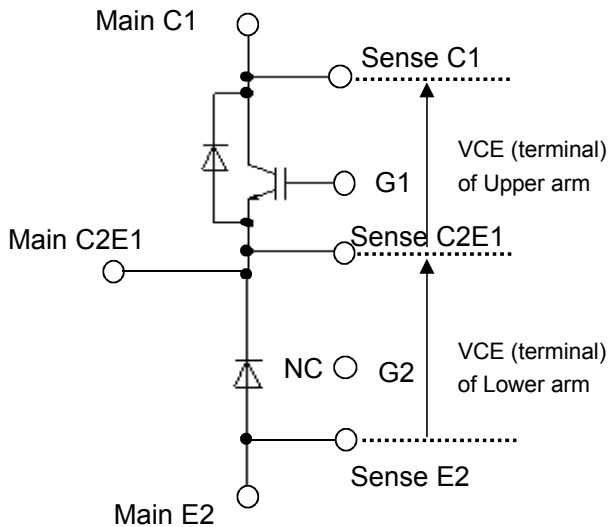 Main C1
Sense C1
VCE (terminal)
of Upper arm
G1
Main C2E1
Sense C2E1
VCE (terminal)
of Lower arm
NC
G2
Sense E2
Main E2